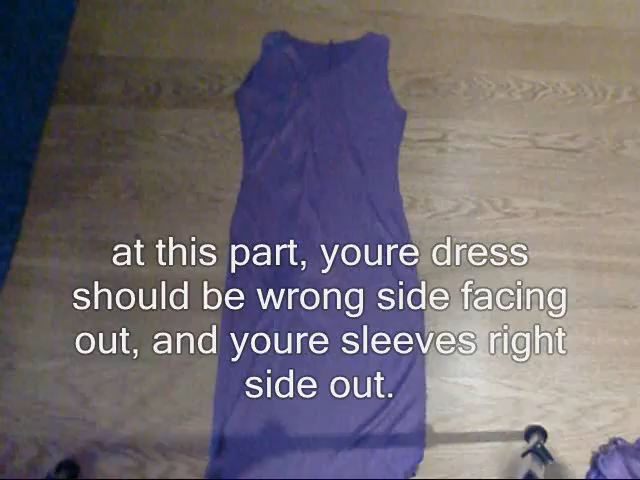 at this part, youre dress
should be wrong side facing
out, and youre sleeves right
side out.